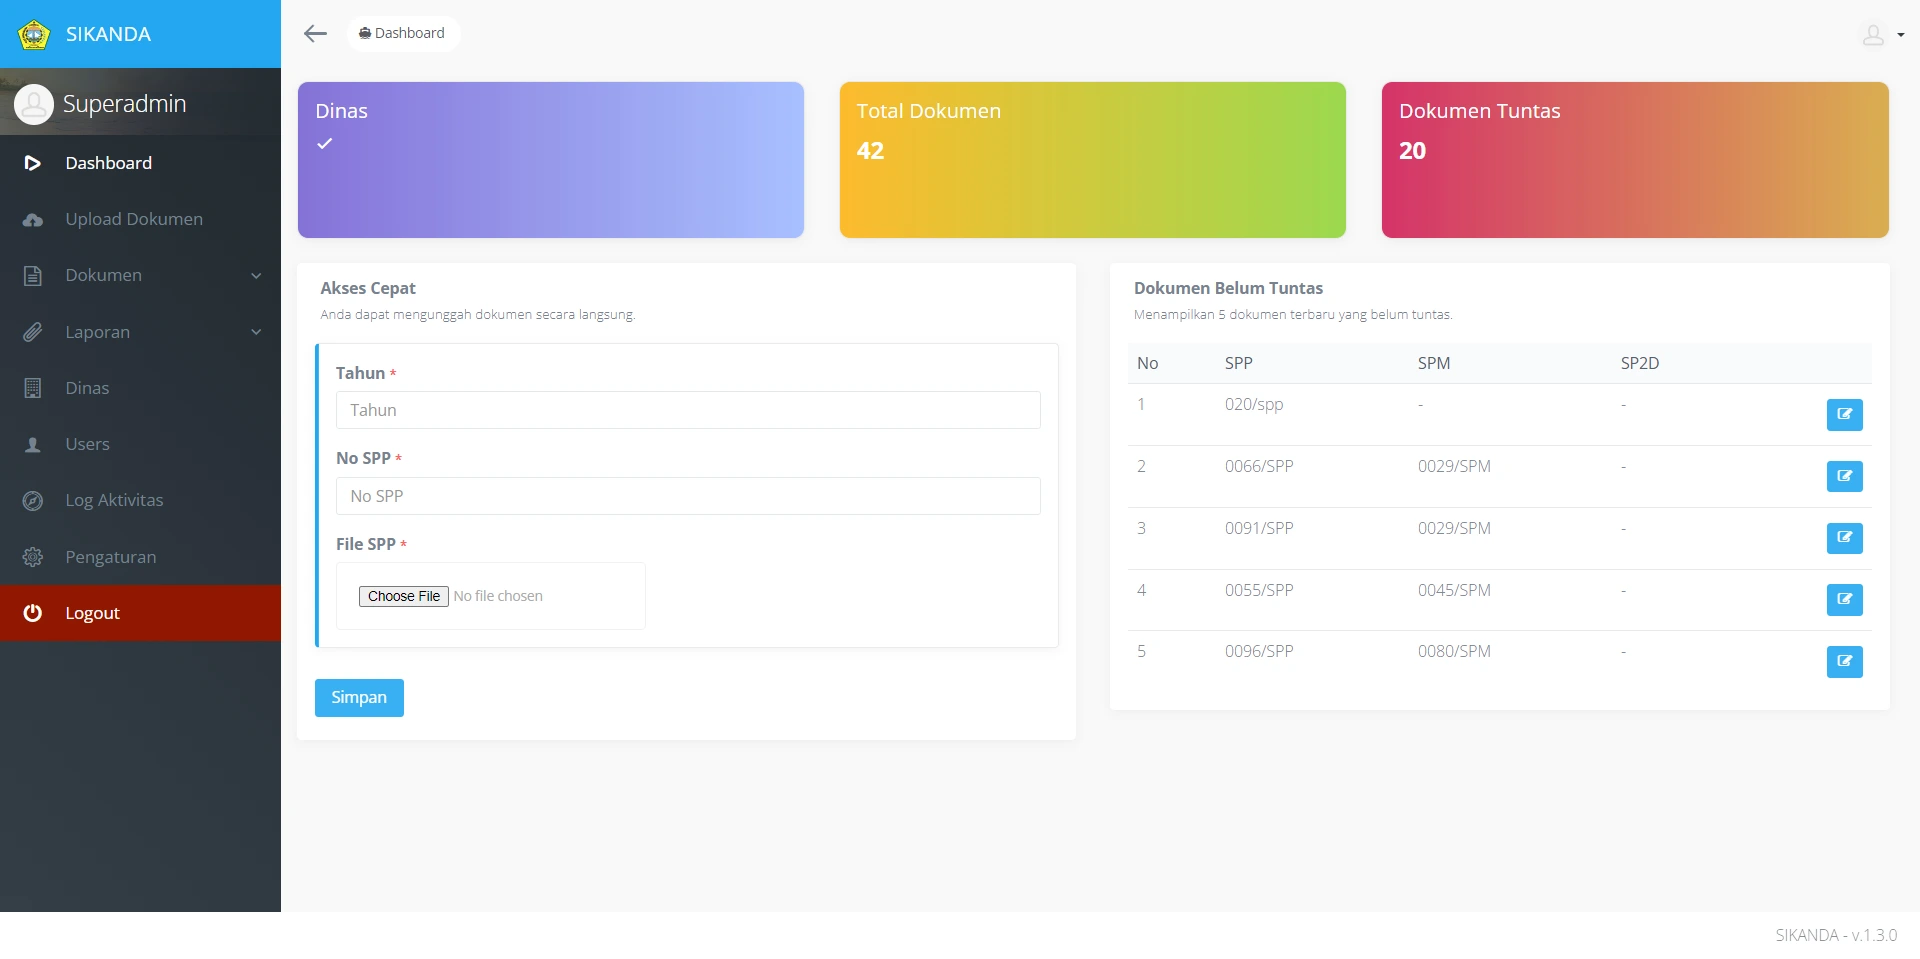 SIKANDA
Dashboard
Superadmin
Dashboard
Upload Dokumen
Dokumen
Laporan
Dinas
Users
Log Aktivitas
Pengaturan
Logout
Dinas
Total Dokumen
42
Dokumen Tuntas
20
Akses Cepat
Anda dapat mengunggah dokumen secara langsung.
Tahun *
Tahun
No SPP *
No SPP
File SPP *
Choose File No file chosen
Simpan
Dokumen Belum Tuntas
Menampilkan 5 dokumen terbaru yang belum tuntas.
No SPP SPM SP2D
1 020/spp - -
2 0066/SPP 0029/SPM -
3 0091/SPP 0029/SPM -
4 0055/SPP 0045/SPM -
5 0096/SPP 0080/SPM -
SIKANDA - v.1.3.0